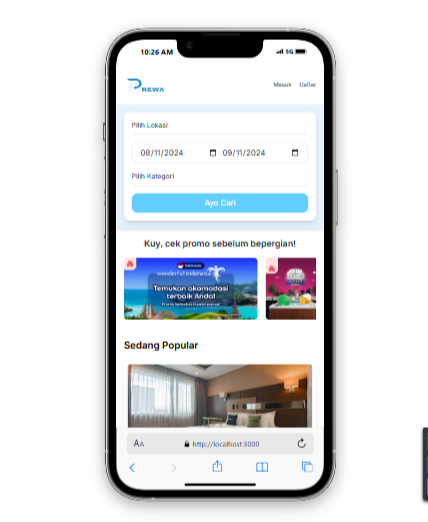 10:26 AM
5G
PREWA
Masuk Daftar
Pilih Lokasi
08/11/2024 09/11/2024
Pilih Kategori
Ayo Cari
Kuy, cek promo sebelum bepergian!
wonderful indonesia
Temukan akomodasi
terbaik Anda!
Sedang Popular
AA http://localhost:3000